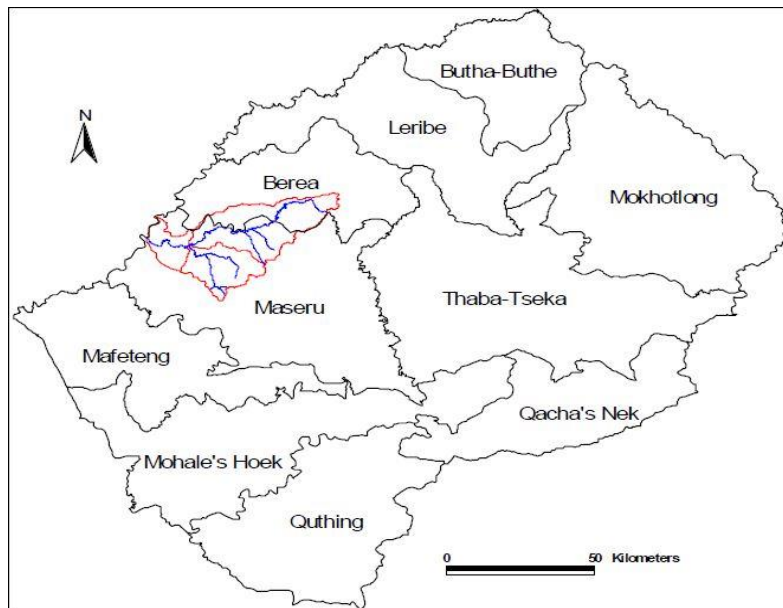 Butha-Buthe
N
Leribe
Berea
Mokhotlong
Maseru
Thaba-Tseka
Mafeteng
Qacha's Nek
Mohale's Hoek
Quthing
0 50 Kilometers